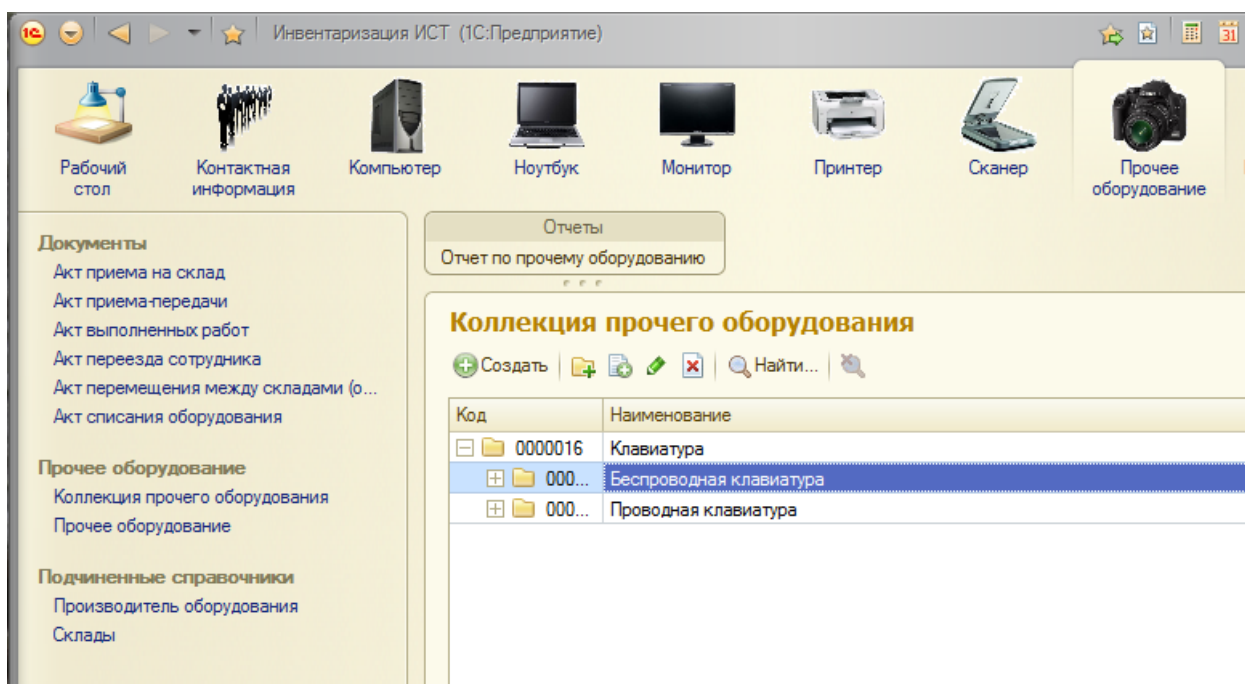 1С
Инвентаризация ИСТ (1С:Предприятие)
31
Рабочий
стол
Контактная
информация
Компьютер
Ноутбук
Монитор
Принтер
Сканер
Прочее
оборудование
Документы
Акт приема на склад
Акт приема-передачи
Акт выполненных работ
Акт переезда сотрудника
Акт перемещения между складами (о...
Акт списания оборудования
Прочее оборудование
Коллекция прочего оборудования
Прочее оборудование
Подчиненные справочники
Производитель оборудования
Склады
Отчеты
Отчет по прочему оборудованию
Коллекция прочего оборудования
Создать Найти...
Код Наименование
0000016 Клавиатура
000... Беспроводная клавиатура
000... Проводная клавиатура